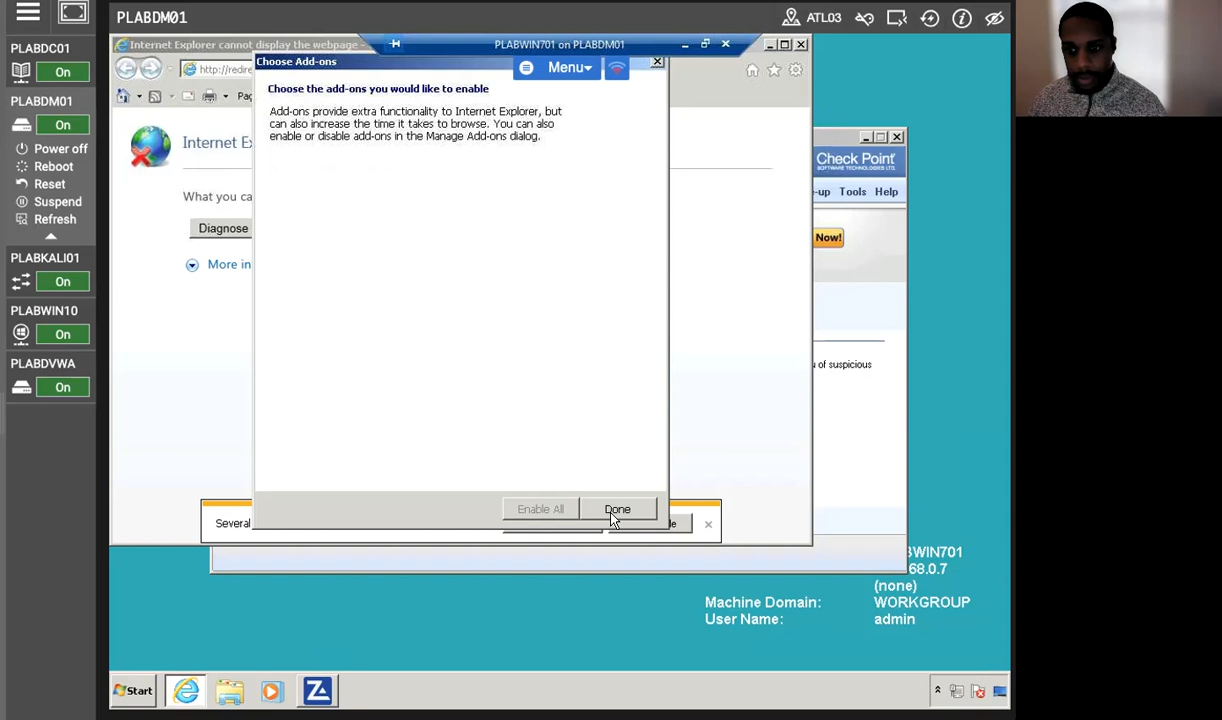 PLABDM01
ATL03
PLABDC01
On
PLABDM01
On
Power off
Reboot
Reset
Suspend
Refresh
PLABKALI01
On
PLABWIN10
On
PLABDVWA
On
Internet Explorer cannot display the webpage -
PLABWIN701 on PLABDM01
http://redire
Choose Add-ons
Menu
Pag
Choose the add-ons you would like to enable
Add-ons provide extra functionality to Internet Explorer, but
can also increase the time it takes to browse. You can also
enable or disable add-ons in the Manage Add-ons dialog.
Internet E
What you ca
Diagnose
More in
Enable All
Done
Several
le
Check Point
SOFTWARE TECHNOLOGIES LTD.
-up Tools Help
Now!
u of suspicious
BWIN701
68.0.7
(none)
Machine Domain: WORKGROUP
User Name: admin
Start